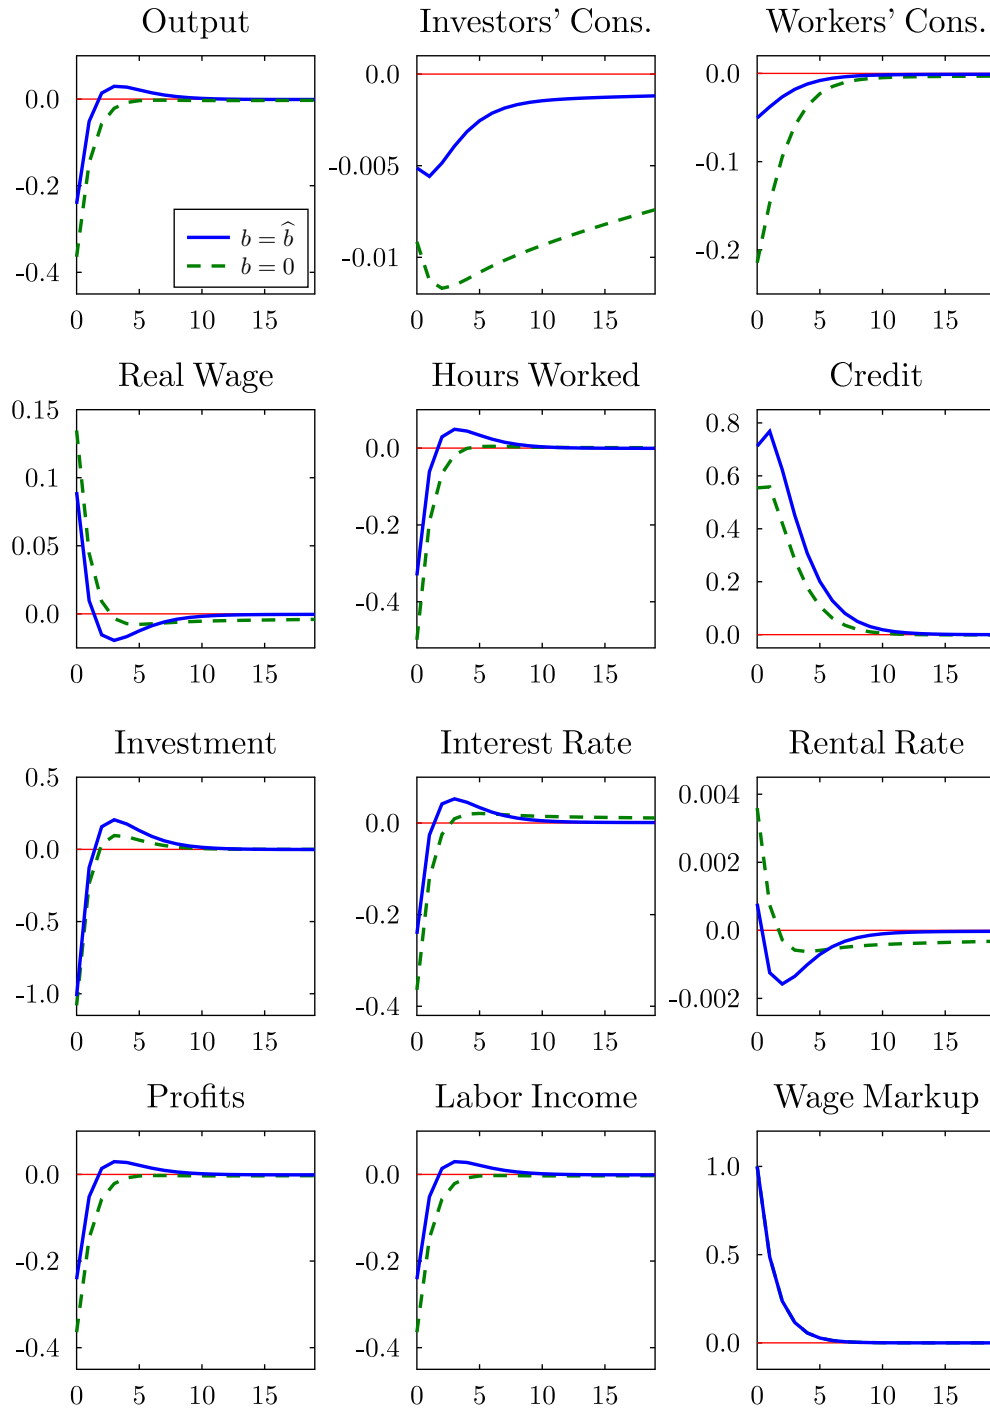 Output Investors' Cons. Workers' Cons.
0.0 0.0 0.0
-0.2 -0.005 -0.1
-0.4 -0.01 -0.2
b = b̂
b = 0
0 5 10 15 0 5 10 15 0 5 10 15
Real Wage Hours Worked Credit
0.15 0.0 0.8
0.1 -0.2 0.6
0.05 -0.4 0.4
0.0 0.2
0.0
0 5 10 15 0 5 10 15 0 5 10 15
Investment Interest Rate Rental Rate
0.5 0.0 0.004
0.0 -0.2 0.002
-0.5 -0.4 0.0
-1.0 -0.002
0 5 10 15 0 5 10 15 0 5 10 15
Profits Labor Income Wage Markup
0.0 0.0 1.0
-0.2 -0.2 0.5
-0.4 -0.4 0.0
0 5 10 15 0 5 10 15 0 5 10 15